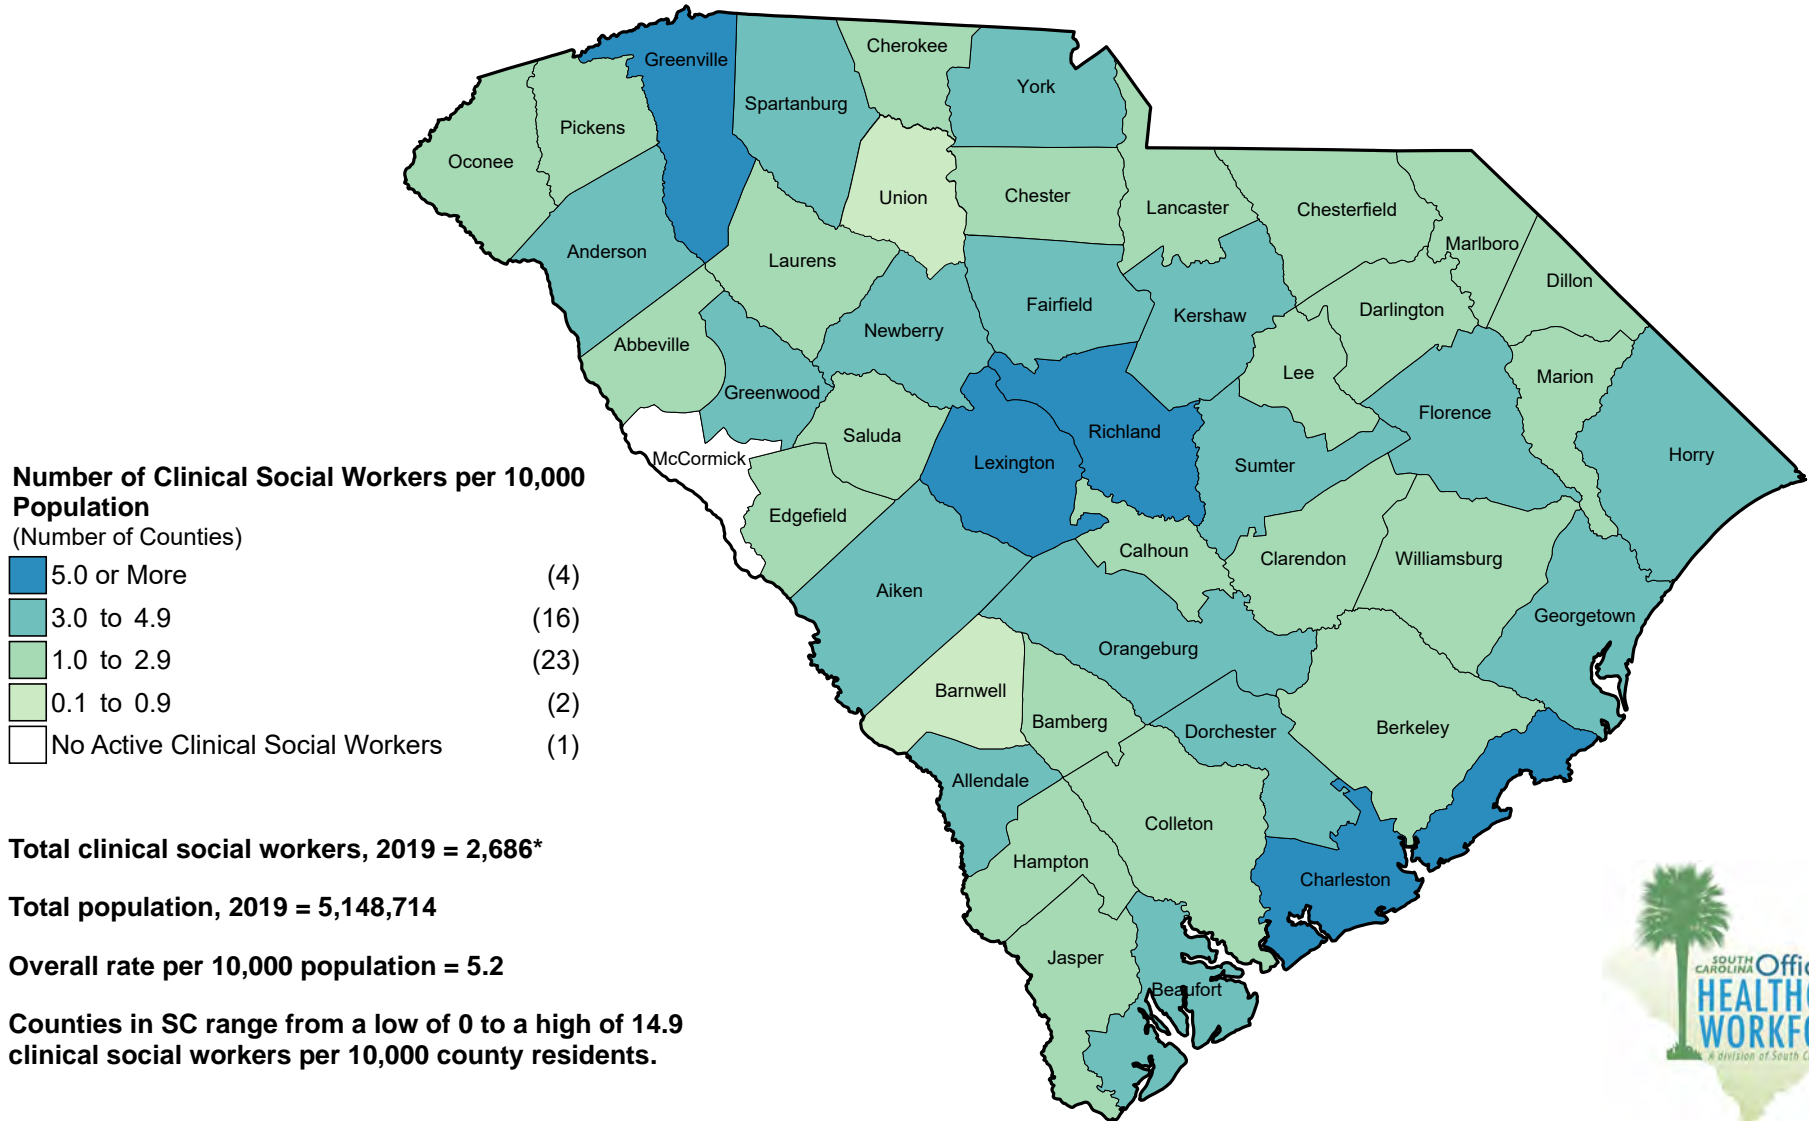 Number of Clinical Social Workers per 10,000
Population
(Number of Counties)
5.0 or More (4)
3.0 to 4.9 (16)
1.0 to 2.9 (23)
0.1 to 0.9 (2)
No Active Clinical Social Workers (1)
Total clinical social workers, 2019 = 2,686*
Total population, 2019 = 5,148,714
Overall rate per 10,000 population = 5.2
Counties in SC range from a low of 0 to a high of 14.9
clinical social workers per 10,000 county residents.
Cherokee
Greenville
York
Spartanburg
Pickens
Oconee
Union
Chester
Lancaster
Chesterfield
Marlboro
Anderson
Laurens
Dillon
Fairfield
Darlington
Kershaw
Newberry
Abbeville
Lee
Marion
Greenwood
Florence
Richland
Saluda
Horry
McCormick
Lexington
Sumter
Edgefield
Calhoun
Clarendon
Williamsburg
Aiken
Georgetown
Orangeburg
Barnwell
Bamberg
Dorchester
Berkeley
Allendale
Colleton
Hampton
Charleston
Jasper
Beaufort
SOUTH
CAROLINA
A division of South